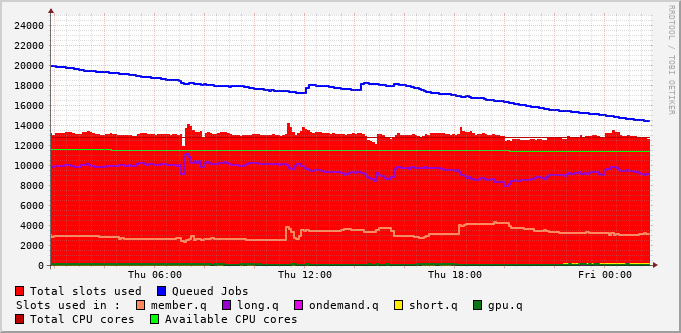 RRDTOOL / TOBI OETIKER
24000
22000
20000
18000
16000
14000
12000
10000
8000
6000
4000
2000
0
Thu 06:00 Thu 12:00 Thu 18:00 Fri 00:00
Total slots used Queued Jobs
Slots used in : member.q long.q ondemand.q short.q gpu.q
Total CPU cores Available CPU cores